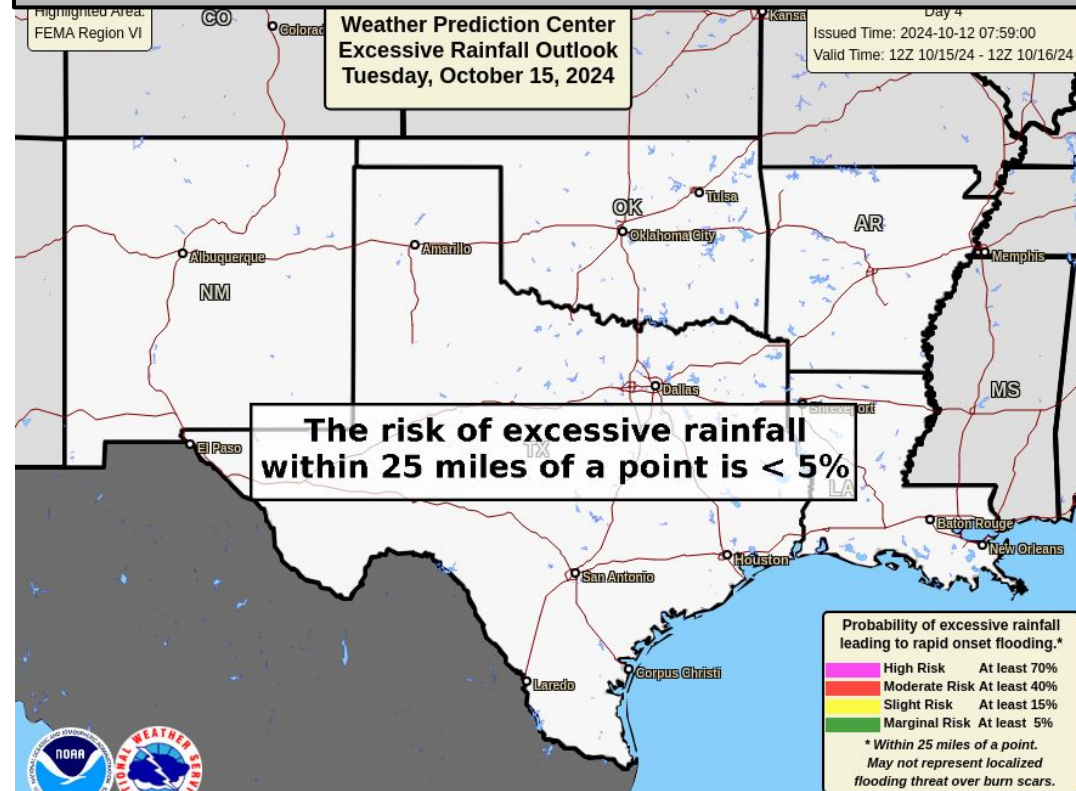 Highlighted Area:
FEMA Region VI
Weather Prediction Center
Excessive Rainfall Outlook
Tuesday, October 15, 2024
Day 4
Issued Time: 2024-10-12 07:59:00
Valid Time: 12Z 10/15/24 - 12Z 10/16/24
CO
Colorad
Kansa
OK
Tulsa
Oklahoma City
AR
Amarillo
Albuquerque
Memphis
NM
Dallas
MS
Shreveport
El Paso
The risk of excessive rainfall
within 25 miles of a point is < 5%
TX
LA
Baton Rouge
New Orleans
Houston
San Antonio
Corpus Christi
Laredo
Probability of excessive rainfall
leading to rapid onset flooding.*
High Risk At least 70%
Moderate Risk At least 40%
Slight Risk At least 15%
Marginal Risk At least 5%
* Within 25 miles of a point.
May not represent localized
flooding threat over burn scars.
NOAA
WEATHER